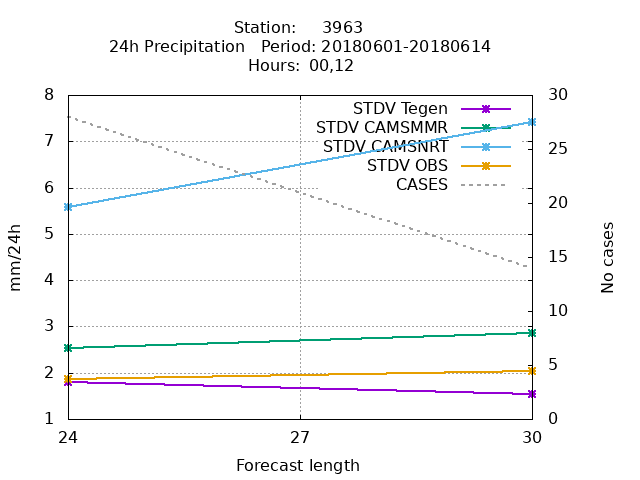 Station: 3963
24h Precipitation Period: 20180601-20180614
Hours: 00,12
STDV Tegen
STDV CAMSMMR
STDV CAMSNRT
STDV OBS
CASES
8
7
6
5
4
3
2
1
mm/24h
30
25
20
15
10
5
0
No cases
24 27 30
Forecast length